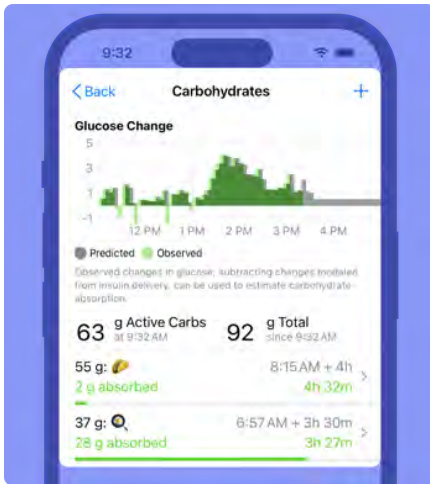 9:32
Back Carbohydrates +
Glucose Change
5
3
1
-1
12 PM 1 PM 2 PM 3 PM 4 PM
Predicted Observed
Observed changes in glucose, subtracting changes modeled
from insulin delivery, can be used to estimate carbohydrate
absorption.
63 g Active Carbs
at 9:32 AM
92 g Total
since 9:32 AM
55 g: 🌮 8:15 AM + 4h
2 g absorbed 4h 32m
37 g: 🍳 6:57 AM + 3h 30m
28 g absorbed 3h 27m